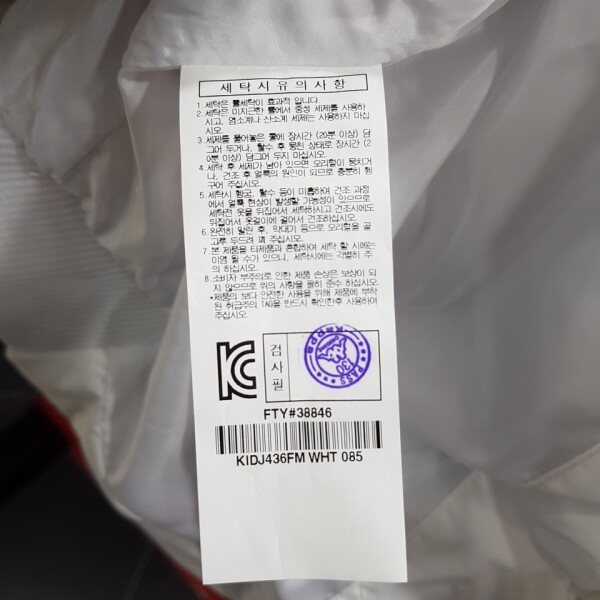 세탁시유의사항
1. 세탁은 물세탁이 효과적 입니다.
2. 세탁은 미지근한 물에서 중성 세제를 사용하
시고, 염소계나 산소계 세제는 사용하지 마십
시오.
3. 세제를 풀어놓은 물에 장시간 (20분 이상) 담
그어 두거나, 탈수 후 뭉친 상태로 장시간 (2
0분 이상) 담그어 두지 마십시오.
4. 세탁 후 세제가 남아 있으면 오리털이 뭉치거
나, 건조 후 얼룩의 원인이 되므로 충분히 헹
구어 주십시오.
5. 세탁시 헹굼, 탈수 등이 미흡하여 건조 과정
에서 얼룩 현상이 발생할 가능성이 있으므로
세탁전 옷을 뒤집어서 세탁하시고 건조시에도
뒤집어서 옷걸이에 걸어서 건조하십시오.
6. 완전히 말린 후, 막대기 등으로 오리털을 골
고루 두드려 펴 주십시오.
7. 본 제품을 타제품과 혼합하여 세탁 할 시에는
이염 될 수가 있으니, 세탁시에는 각별히 주
의 하십시오.
8. 소비자 부주의로 인한 제품 손상은 보상이 되
지 않으므로 위의 사항을 필히 준수 하십시오.
*제품의 보다 안전한 사용을 위해 제품에 부착
된 취급주의 TAG을 반드시 확인한후 사용하여
주십시오.
KC
검사필
KAPPA
30
PASS
FTY#38846
KIDJ436FM WHT 085